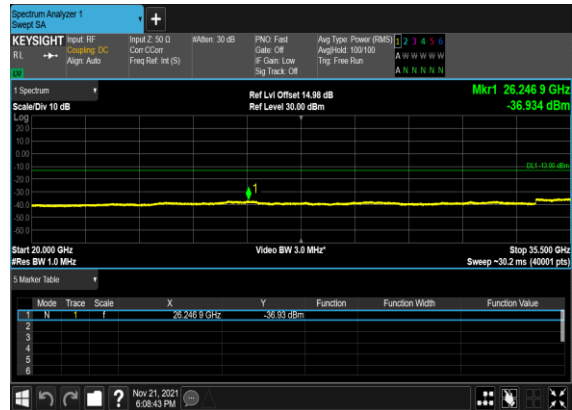 Spectrum Analyzer 1
Swept SA
+
KEYSIGHT Input: RF Input Z: 50 Ω #Atten: 30 dB PNO: Fast Avg Type: Power (RMS) 1 2 3 4 5 6
RL Coupling: DC Corr CCorr Gate: Off Avg|Hold: 100/100 A W W W W W
Align: Auto Freq Ref: Int (S) IF Gain: Low Trig: Free Run
Sig Track: Off A N N N N N
1 Spectrum Ref Lvl Offset 14.98 dB Mkr1 26.246 9 GHz
Scale/Div 10 dB Ref Level 30.00 dBm -36.934 dBm
Log
20.0
10.0
0.00
-10.0 DL1 -13.00 dBm
-20.0
-30.0 1
-40.0
-50.0
-60.0
Start 20.000 GHz Video BW 3.0 MHz* Stop 35.500 GHz
#Res BW 1.0 MHz Sweep ~30.2 ms (40001 pts)
5 Marker Table
Mode Trace Scale X Y Function Function Width Function Value
1 N 1 f 26.246 9 GHz -36.93 dBm
2
3
4
5
6
? Nov 21, 2021
6:08:43 PM